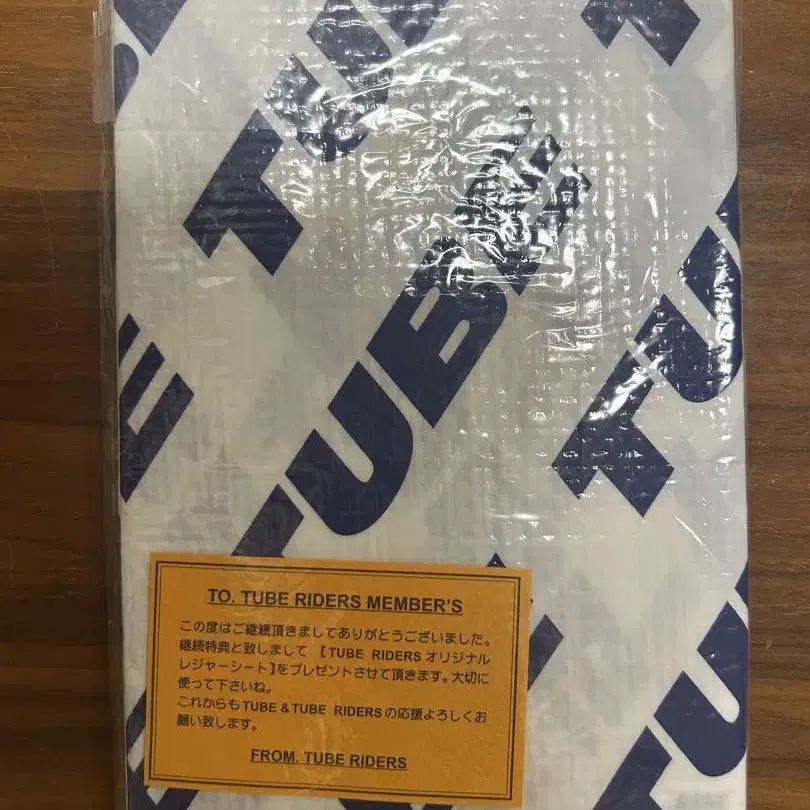 TUBE
TUBE
TUBE
TO. TUBE RIDERS MEMBER'S
この度はご継続頂きましてありがとうございました。
継続特典と致しまして 【TUBE RIDERS オリジナル
レジャーシート】をプレゼントさせて頂きます。大切に
使って下さいね。
これからもTUBE & TUBE RIDERSの応援よろしくお
願い致します。
FROM. TUBE RIDERS